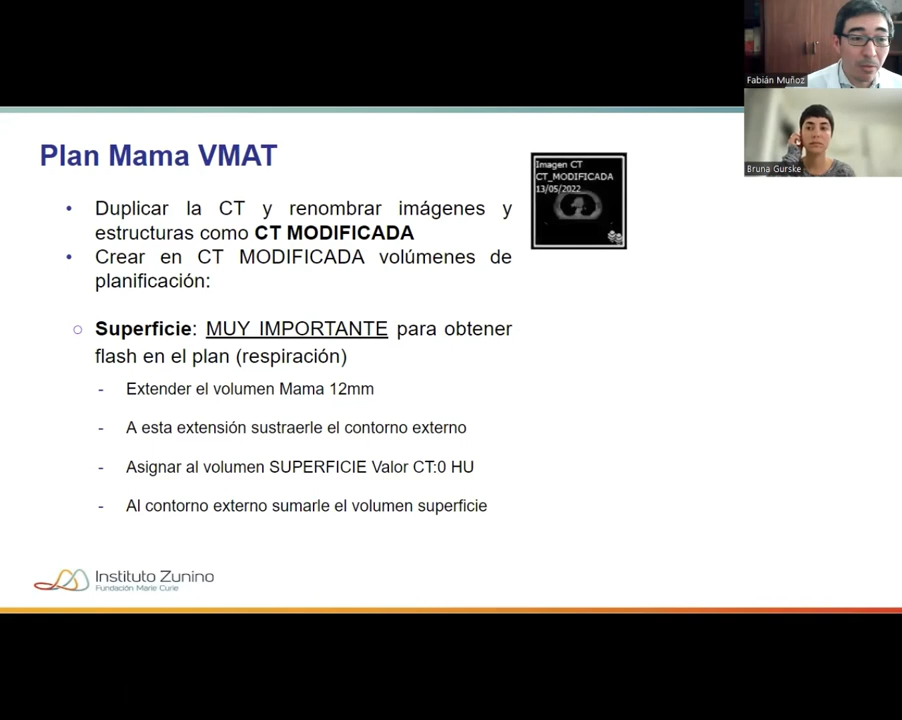 Fabián Muñoz
Bruna Gurske
Plan Mama VMAT
• Duplicar la CT y renombrar imágenes y
estructuras como CT MODIFICADA
• Crear en CT MODIFICADA volúmenes de
planificación:
○ Superficie: MUY IMPORTANTE para obtener
flash en el plan (respiración)
- Extender el volumen Mama 12mm
- A esta extensión sustraerle el contorno externo
- Asignar al volumen SUPERFICIE Valor CT:0 HU
- Al contorno externo sumarle el volumen superficie
Imagen CT
CT_MODIFICADA
13/05/2022
Instituto Zunino
Fundación Marie Curie